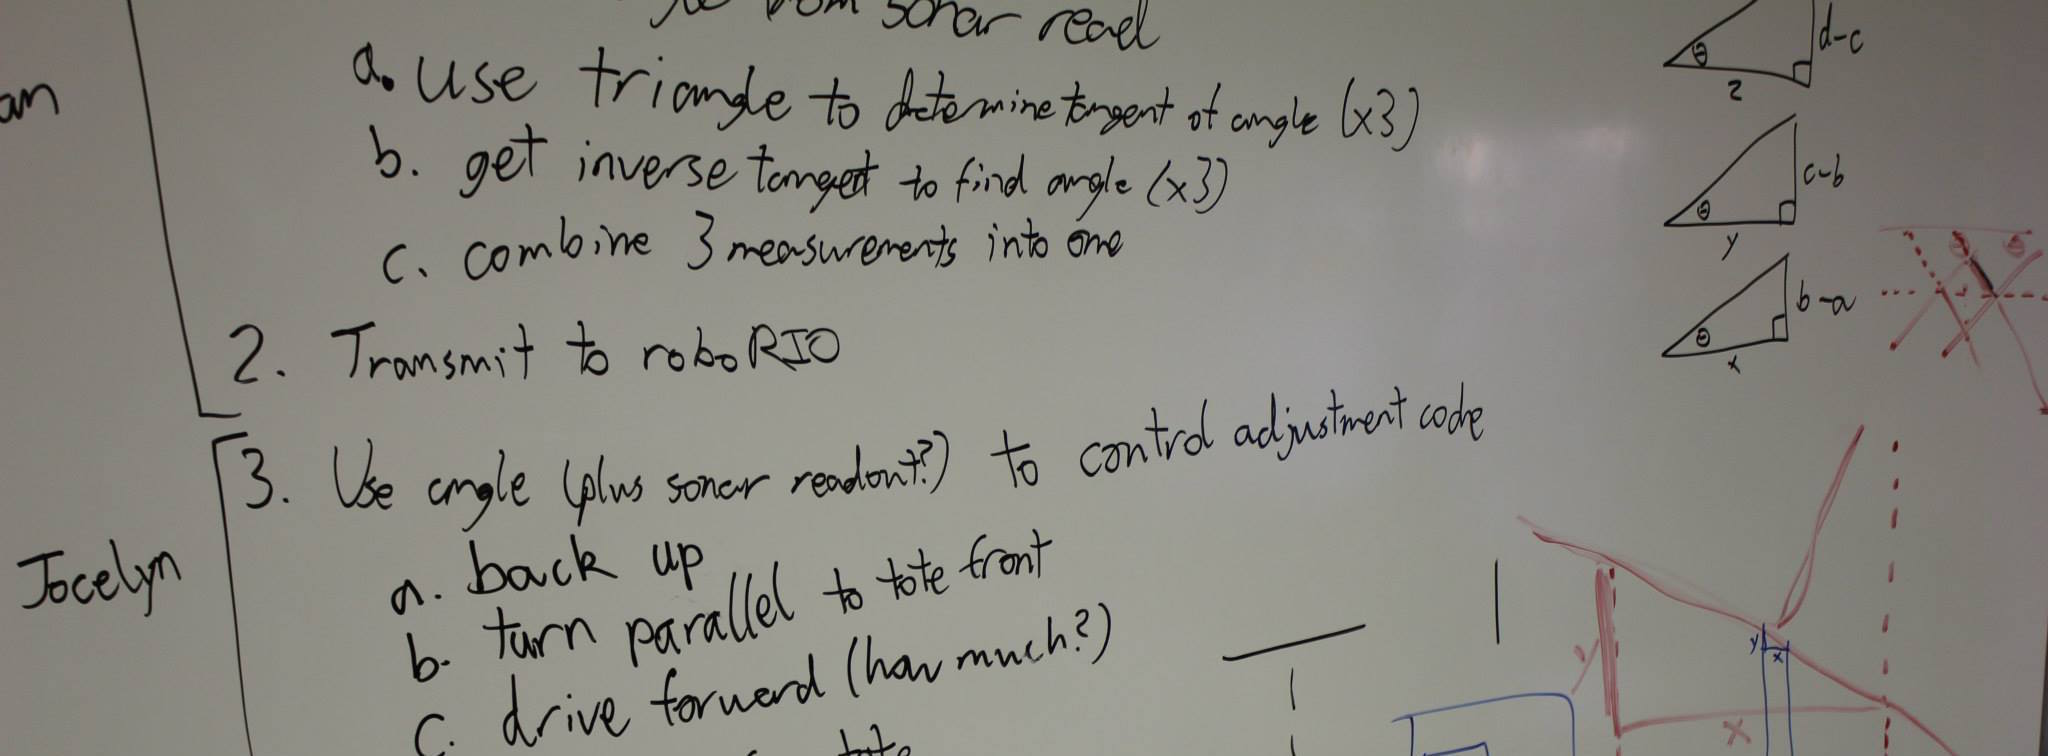 from sonar read
a. use triangle to determine tangent of angle (x3)
b. get inverse tangent to find angle (x3)
c. combine 3 measurements into one
2. Transmit to roboRIO
3. Use angle (plus sonar readout?) to control adjustment code
a. back up
b. turn parallel to tote front
c. drive forward (how much?)
tote
an
Jocelyn
θ
d-c
z
θ
c-b
y
θ
b-a
x
y
x
x